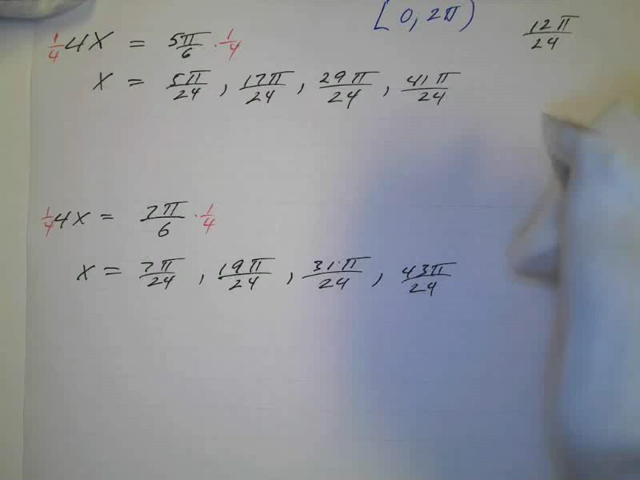 [0, 2π)
12π/24
1/4 4X = 5π/6 · 1/4
X = 5π/24 , 17π/24 , 29π/24 , 41π/24
1/4 4x = 7π/6 · 1/4
x = 7π/24 , 19π/24 , 31π/24 , 43π/24